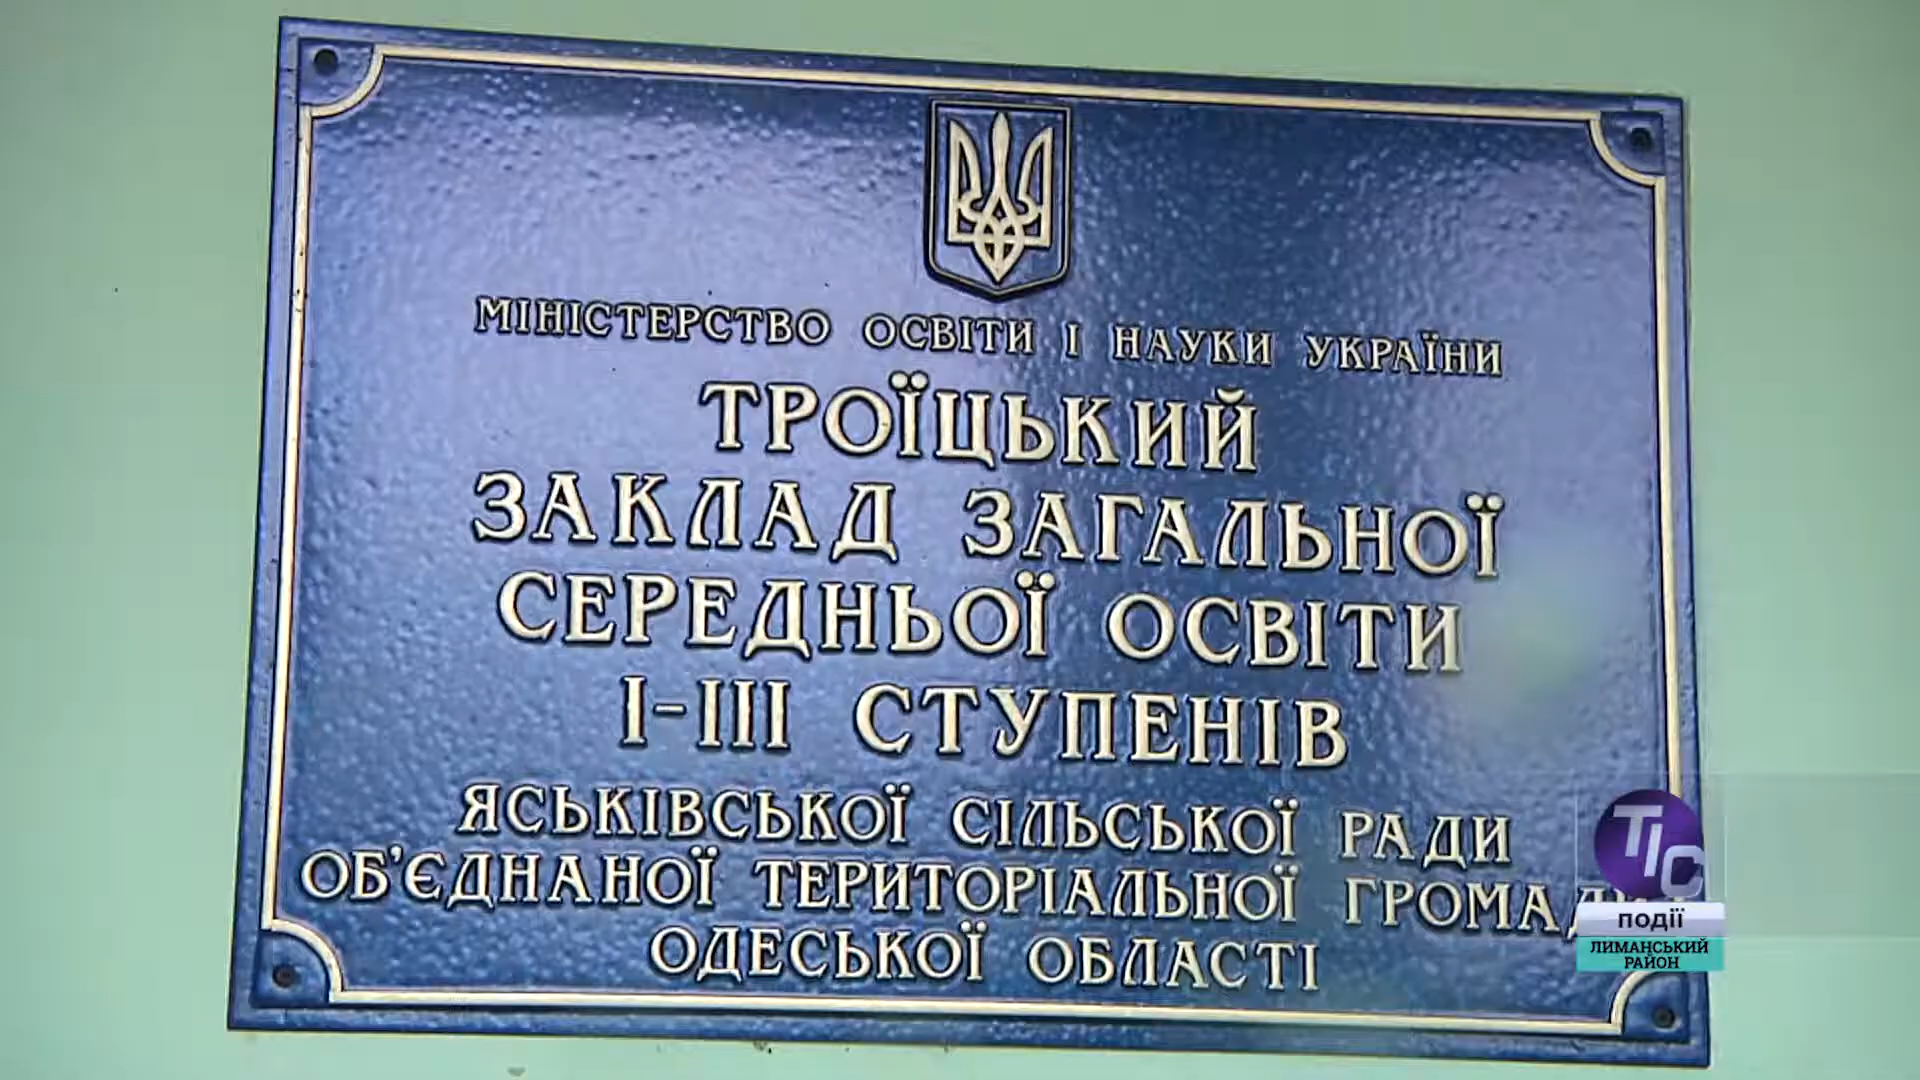 МІНІСТЕРСТВО ОСВІТИ І НАУКИ УКРАЇНИ
ТРОЇЦЬКИЙ
ЗАКЛАД ЗАГАЛЬНОЇ
СЕРЕДНЬОЇ ОСВІТИ
І-ІІІ СТУПЕНІВ
ЯСЬКІВСЬКОЇ СІЛЬСЬКОЇ РАДИ
ОБ'ЄДНАНОЇ ТЕРИТОРІАЛЬНОЇ
ОДЕСЬКОЇ ОБЛАСТІ
ТІС
ПОДІЇ
ЛИМАНСЬКИЙ
РАЙОН